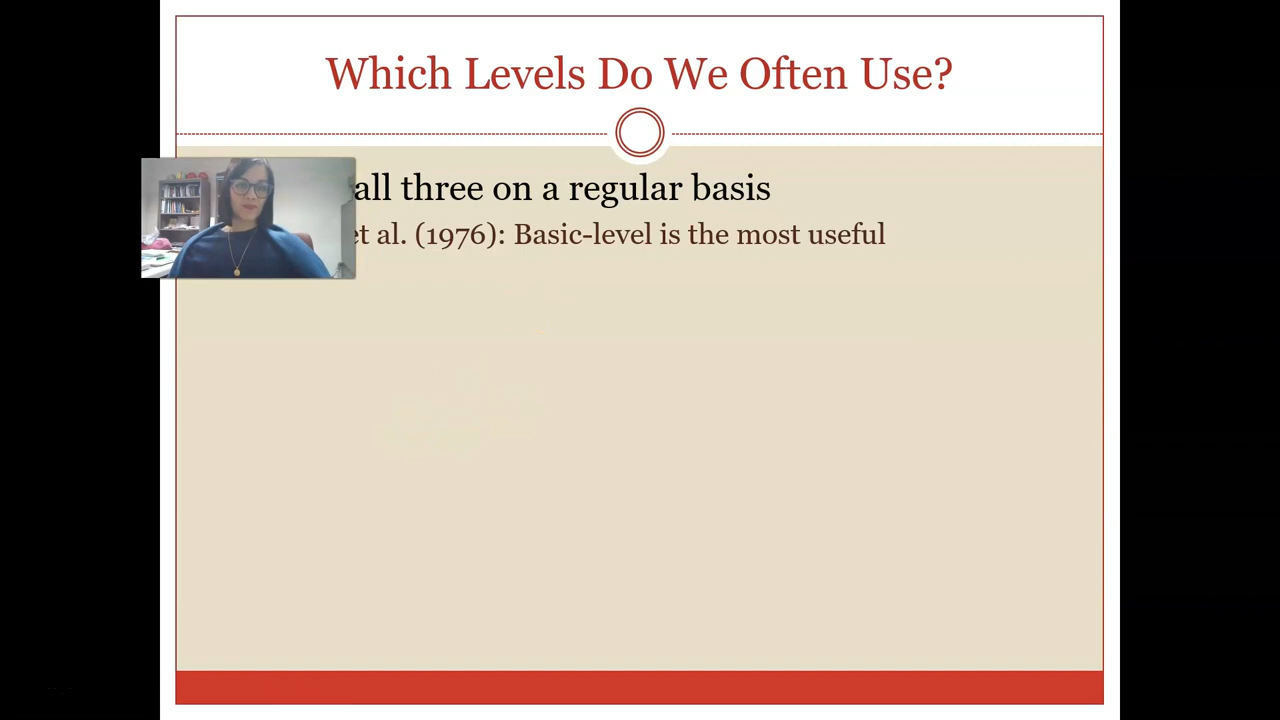 Which Levels Do We Often Use?
all three on a regular basis
et al. (1976): Basic-level is the most useful